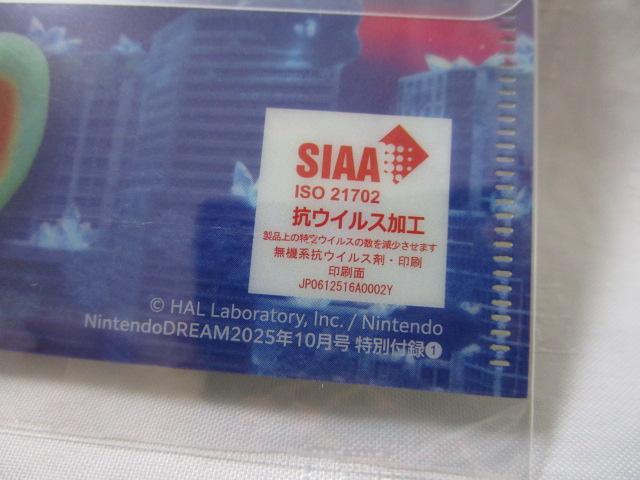 SIAA
ISO 21702
抗ウイルス加工
製品上の特定ウイルスの数を減少させます
無機系抗ウイルス剤・印刷
印刷面
JP0612516A0002Y
© HAL Laboratory, Inc. / Nintendo
NintendoDREAM2025年10月号 特別付録❶